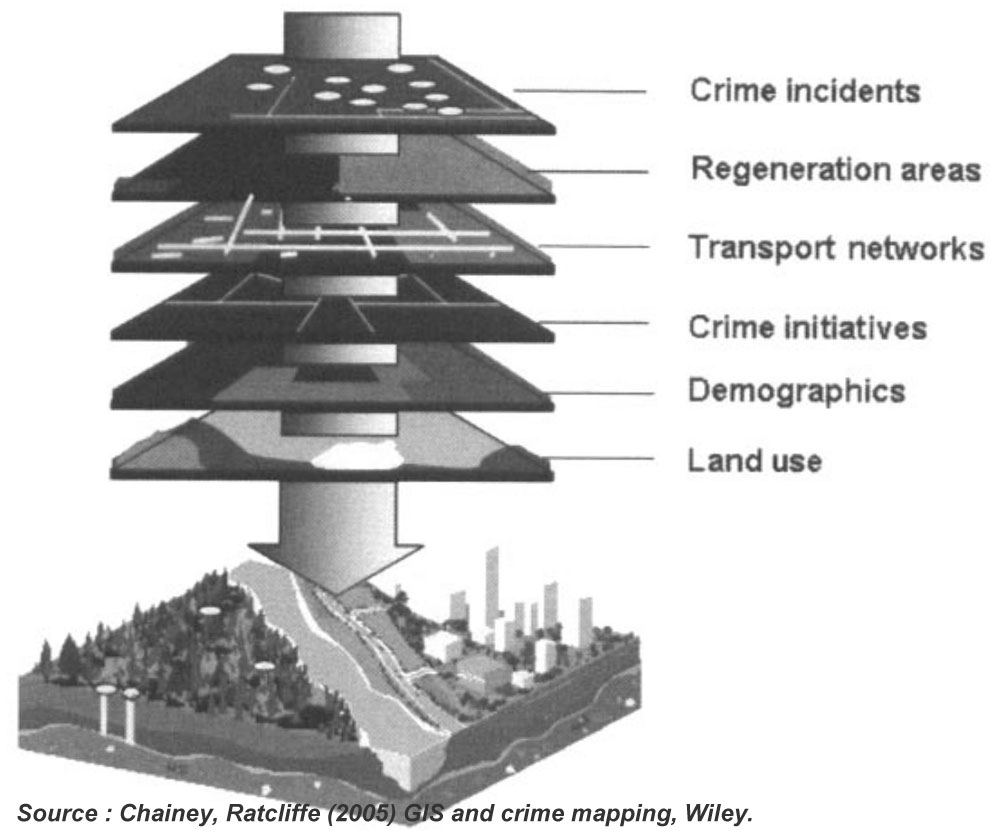 Crime incidents
Regeneration areas
Transport networks
Crime initiatives
Demographics
Land use
Source : Chainey, Ratcliffe (2005) GIS and crime mapping, Wiley.